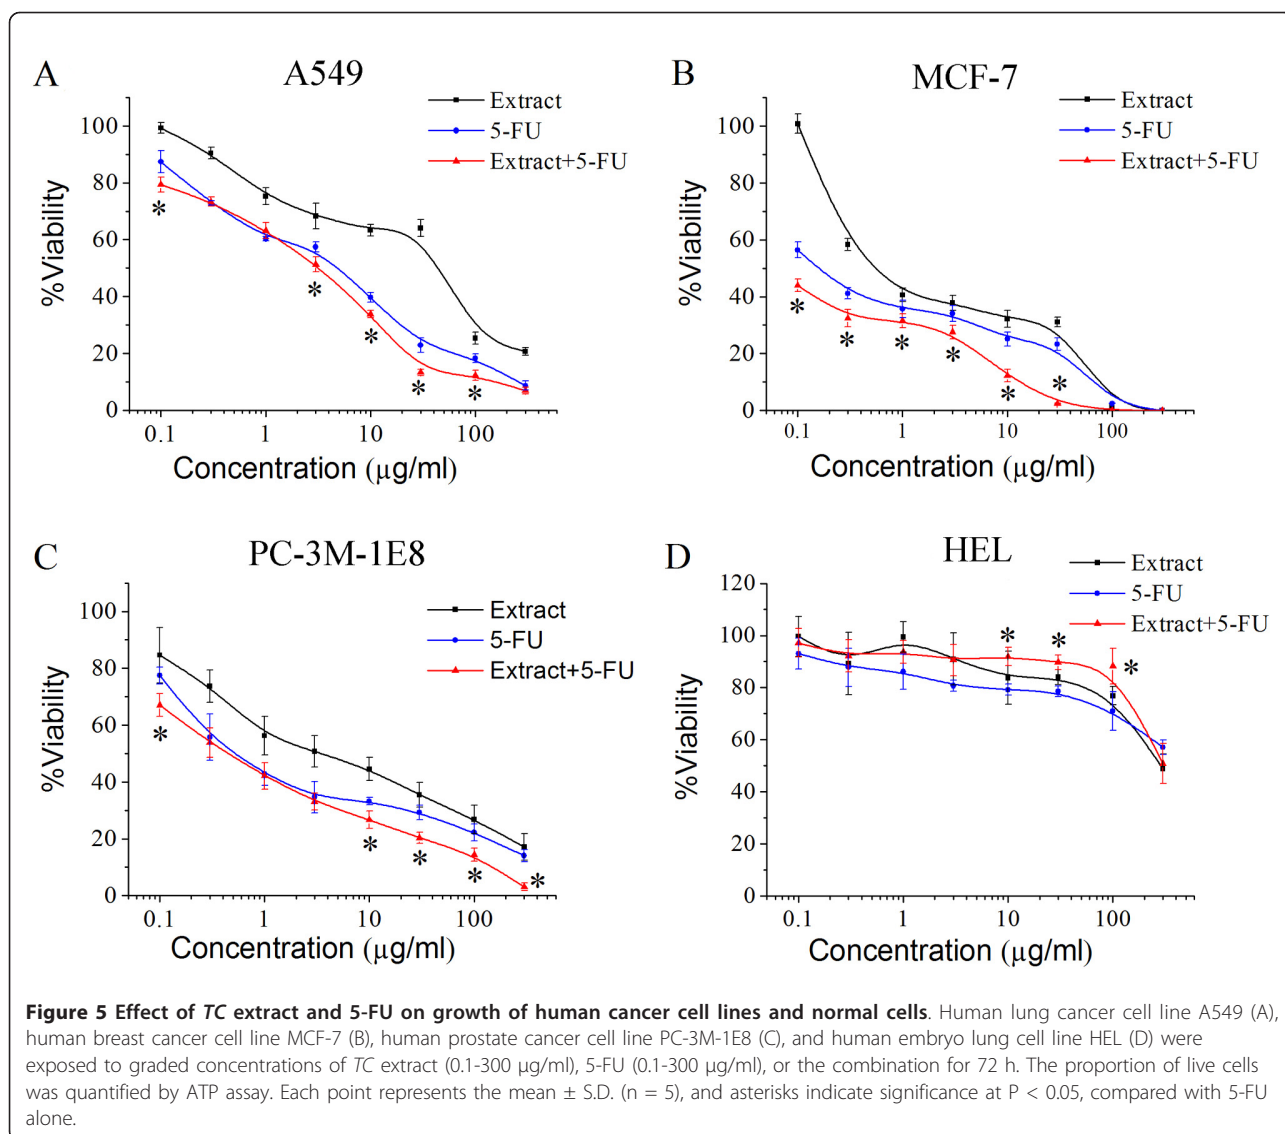 A
A549
Extract
5-FU
Extract+5-FU
%Viability
100
80
60
40
20
0
0.1 1 10 100
Concentration (μg/ml)
* * * * *
B
MCF-7
Extract
5-FU
Extract+5-FU
%Viability
100
80
60
40
20
0
0.1 1 10 100
Concentration (μg/ml)
* * * * * *
C
PC-3M-1E8
Extract
5-FU
Extract+5-FU
%Viability
100
80
60
40
20
0
0.1 1 10 100
Concentration (μg/ml)
* * * * *
D
HEL
Extract
5-FU
Extract+5-FU
%Viability
120
100
80
60
40
20
0
0.1 1 10 100
Concentration (μg/ml)
* * *
Figure 5 Effect of TC extract and 5-FU on growth of human cancer cell lines and normal cells. Human lung cancer cell line A549 (A),
human breast cancer cell line MCF-7 (B), human prostate cancer cell line PC-3M-1E8 (C), and human embryo lung cell line HEL (D) were
exposed to graded concentrations of TC extract (0.1-300 μg/ml), 5-FU (0.1-300 μg/ml), or the combination for 72 h. The proportion of live cells
was quantified by ATP assay. Each point represents the mean ± S.D. (n = 5), and asterisks indicate significance at P < 0.05, compared with 5-FU
alone.